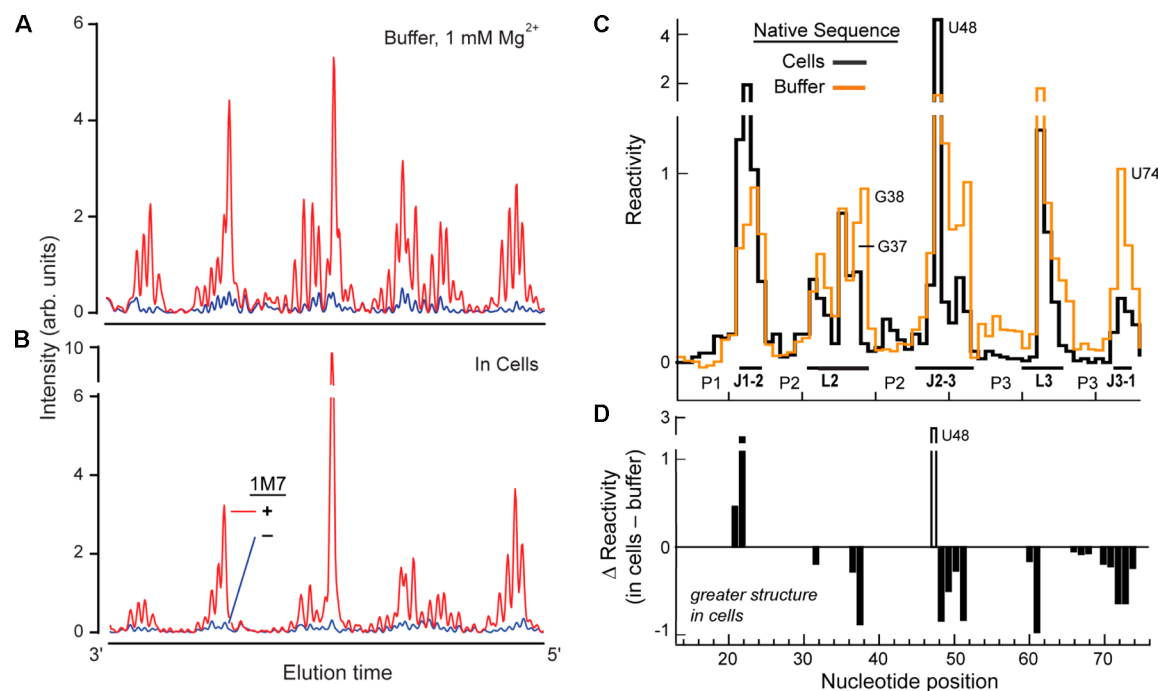 A
6
4
2
0
Buffer, 1 mM Mg2+
B
10
6
4
2
0
In Cells
1M7
+
–
Intensity (arb. units)
3'
5'
Elution time
C
4
2
1
0
Reactivity
Native Sequence
Cells
Buffer
U48
G38
G37
U74
P1
J1-2
P2
L2
P2
J2-3
P3
L3
P3
J3-1
D
3
1
0
-1
Δ Reactivity
(in cells – buffer)
U48
greater structure
in cells
20
30
40
50
60
70
Nucleotide position